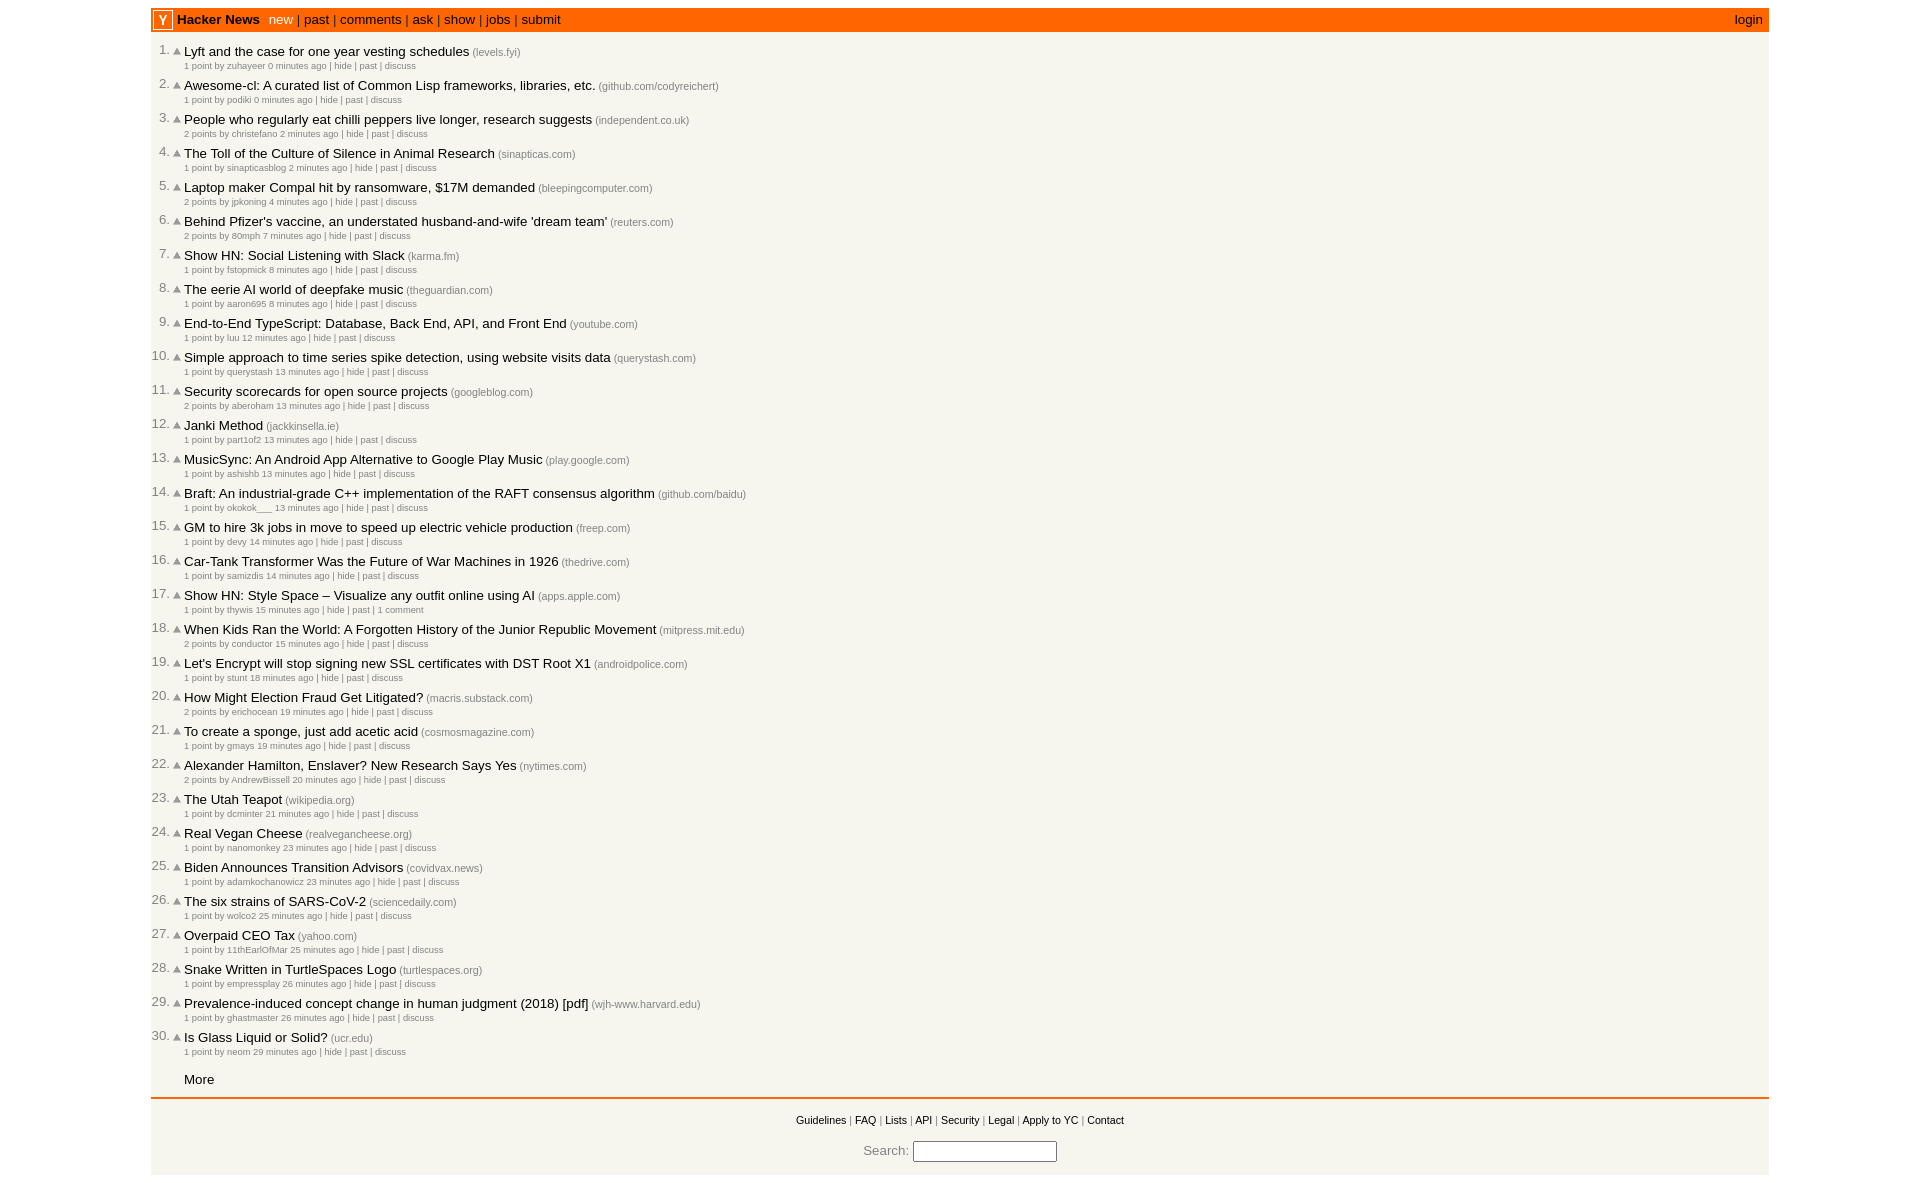 Y Hacker News new | past | comments | ask | show | jobs | submit login
1. Lyft and the case for one year vesting schedules (levels.fyi)
1 point by zuhayeer 0 minutes ago | hide | past | discuss
2. Awesome-cl: A curated list of Common Lisp frameworks, libraries, etc. (github.com/codyreichert)
1 point by podiki 0 minutes ago | hide | past | discuss
3. People who regularly eat chilli peppers live longer, research suggests (independent.co.uk)
2 points by christefano 2 minutes ago | hide | past | discuss
4. The Toll of the Culture of Silence in Animal Research (sinapticas.com)
1 point by sinapticasblog 2 minutes ago | hide | past | discuss
5. Laptop maker Compal hit by ransomware, $17M demanded (bleepingcomputer.com)
2 points by jpkoning 4 minutes ago | hide | past | discuss
6. Behind Pfizer's vaccine, an understated husband-and-wife 'dream team' (reuters.com)
2 points by 80mph 7 minutes ago | hide | past | discuss
7. Show HN: Social Listening with Slack (karma.fm)
1 point by fstopmick 8 minutes ago | hide | past | discuss
8. The eerie AI world of deepfake music (theguardian.com)
1 point by aaron695 8 minutes ago | hide | past | discuss
9. End-to-End TypeScript: Database, Back End, API, and Front End (youtube.com)
1 point by luu 12 minutes ago | hide | past | discuss
10. Simple approach to time series spike detection, using website visits data (querystash.com)
1 point by querystash 13 minutes ago | hide | past | discuss
11. Security scorecards for open source projects (googleblog.com)
2 points by aberoham 13 minutes ago | hide | past | discuss
12. Janki Method (jackkinsella.ie)
1 point by part1of2 13 minutes ago | hide | past | discuss
13. MusicSync: An Android App Alternative to Google Play Music (play.google.com)
1 point by ashishb 13 minutes ago | hide | past | discuss
14. Braft: An industrial-grade C++ implementation of the RAFT consensus algorithm (github.com/baidu)
1 point by okokok___ 13 minutes ago | hide | past | discuss
15. GM to hire 3k jobs in move to speed up electric vehicle production (freep.com)
1 point by devy 14 minutes ago | hide | past | discuss
16. Car-Tank Transformer Was the Future of War Machines in 1926 (thedrive.com)
1 point by samizdis 14 minutes ago | hide | past | discuss
17. Show HN: Style Space – Visualize any outfit online using AI (apps.apple.com)
1 point by thywis 15 minutes ago | hide | past | 1 comment
18. When Kids Ran the World: A Forgotten History of the Junior Republic Movement (mitpress.mit.edu)
2 points by conductor 15 minutes ago | hide | past | discuss
19. Let's Encrypt will stop signing new SSL certificates with DST Root X1 (androidpolice.com)
1 point by stunt 18 minutes ago | hide | past | discuss
20. How Might Election Fraud Get Litigated? (macris.substack.com)
2 points by erichocean 19 minutes ago | hide | past | discuss
21. To create a sponge, just add acetic acid (cosmosmagazine.com)
1 point by gmays 19 minutes ago | hide | past | discuss
22. Alexander Hamilton, Enslaver? New Research Says Yes (nytimes.com)
2 points by AndrewBissell 20 minutes ago | hide | past | discuss
23. The Utah Teapot (wikipedia.org)
1 point by dcminter 21 minutes ago | hide | past | discuss
24. Real Vegan Cheese (realvegancheese.org)
1 point by nanomonkey 23 minutes ago | hide | past | discuss
25. Biden Announces Transition Advisors (covidvax.news)
1 point by adamkochanowicz 23 minutes ago | hide | past | discuss
26. The six strains of SARS-CoV-2 (sciencedaily.com)
1 point by wolco2 25 minutes ago | hide | past | discuss
27. Overpaid CEO Tax (yahoo.com)
1 point by 11thEarlOfMar 25 minutes ago | hide | past | discuss
28. Snake Written in TurtleSpaces Logo (turtlespaces.org)
1 point by empressplay 26 minutes ago | hide | past | discuss
29. Prevalence-induced concept change in human judgment (2018) [pdf] (wjh-www.harvard.edu)
1 point by ghastmaster 26 minutes ago | hide | past | discuss
30. Is Glass Liquid or Solid? (ucr.edu)
1 point by neom 29 minutes ago | hide | past | discuss
More
Guidelines | FAQ | Lists | API | Security | Legal | Apply to YC | Contact
Search: